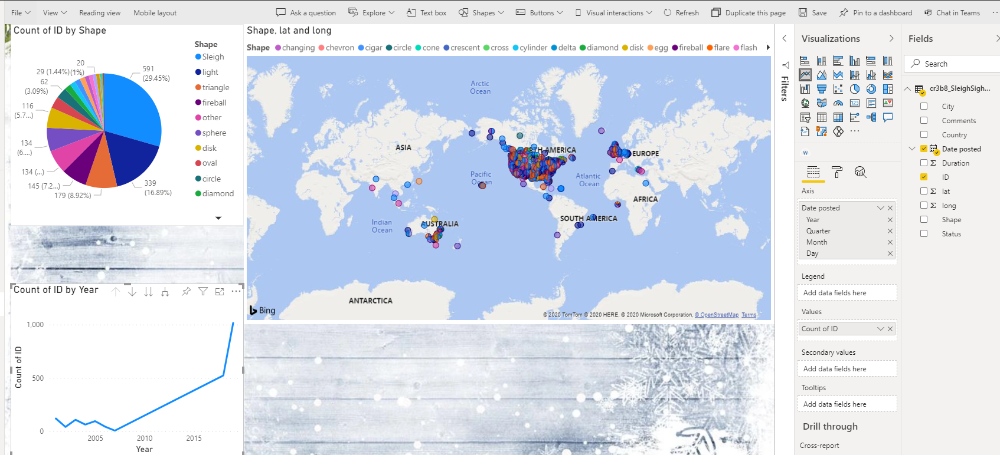 File View Reading view Mobile layout Ask a question Explore Text box Shapes Buttons Visual interactions Refresh Duplicate this page Save Pin to a dashboard Chat in Teams ...
Count of ID by Shape
Shape
Sleigh
light
triangle
fireball
other
sphere
disk
oval
circle
diamond
20
(1%)
29 (1.44%)
591
(29.45%)
62
(3.09%)
116
(5.7...)
134
(6....)
134 (...)
145 (7.2...)
179 (8.92%)
339
(16.89%)
Shape, lat and long
Shape changing chevron cigar circle cone crescent cross cylinder delta diamond disk egg fireball flare flash
Arctic
Ocean
ASIA
NORTH AMERICA
EUROPE
Pacific
Ocean
Atlantic
Ocean
AFRICA
Indian
Ocean
AUSTRALIA
SOUTH AMERICA
ANTARCTICA
Bing
© 2020 TomTom © 2020 HERE, © 2020 Microsoft Corporation, © OpenStreetMap Terms
Count of ID by Year
...
Count of ID
1,000
500
0
2005 2010 2015
Year
Filters
Visualizations
123
...
W
Axis
Date posted
Year
Quarter
Month
Day
Legend
Add data fields here
Values
Count of ID
Secondary values
Add data fields here
Tooltips
Add data fields here
Drill through
Cross-report
Fields
Search
cr3b8_SleighSigh...
City
Comments
Country
Date posted
Σ Duration
ID
Σ lat
Σ long
Shape
Status